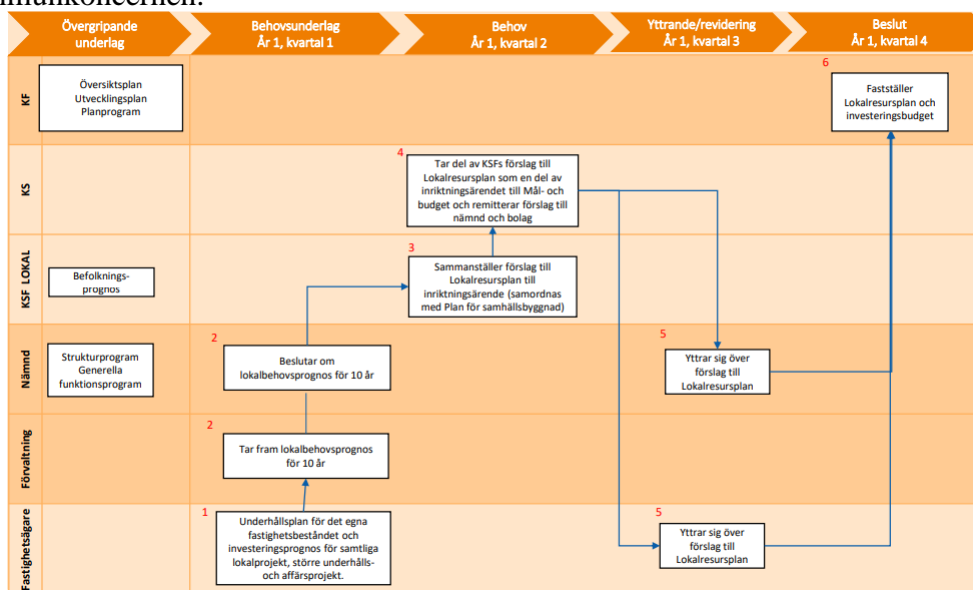 Övergripande
underlag
Behovsunderlag
År 1, kvartal 1
Behov
År 1, kvartal 2
Yttrande/revidering
År 1, kvartal 3
Beslut
År 1, kvartal 4
KF
Översiktsplan
Utvecklingsplan
Planprogram
6
Fastställer
Lokalresursplan och
investeringsbudget
KS
4
Tar del av KSFs förslag till
Lokalresursplan som en del av
inriktningsärendet till Mål- och
budget och remitterar förslag till
nämnd och bolag
KSF LOKAL
Befolknings-
prognos
3
Sammanställer förslag till
Lokalresursplan till
inriktningsärende (samordnas
med Plan för samhällsbyggnad)
Nämnd
Strukturprogram
Generella
funktionsprogram
2
Beslutar om
lokalbehovsprognos för 10 år
5
Yttrar sig över
förslag till
Lokalresursplan
Förvaltning
2
Tar fram lokalbehovsprognos
för 10 år
Fastighetsägare
1
Underhållsplan för det egna
fastighetsbeståndet och
investeringsprognos för samtliga
lokalprojekt, större underhålls-
och affärsprojekt.
5
Yttrar sig över
förslag till
Lokalresursplan